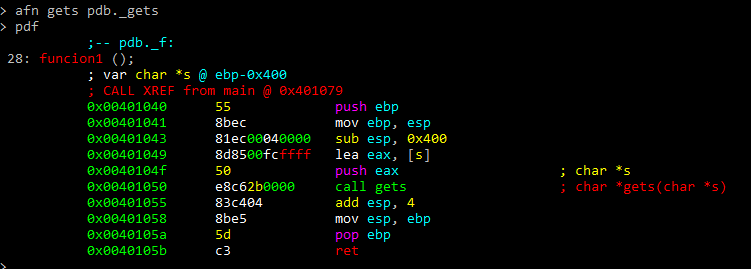 > afn gets pdb._gets
> pdf
;-- pdb._f:
28: funcion1 ();
; var char *s @ ebp-0x400
; CALL XREF from main @ 0x401079
0x00401040 55 push ebp
0x00401041 8bec mov ebp, esp
0x00401043 81ec00040000 sub esp, 0x400
0x00401049 8d8500fcffff lea eax, [s]
0x0040104f 50 push eax ; char *s
0x00401050 e8c62b0000 call gets ; char *gets(char *s)
0x00401055 83c404 add esp, 4
0x00401058 8be5 mov esp, ebp
0x0040105a 5d pop ebp
0x0040105b c3 ret
>